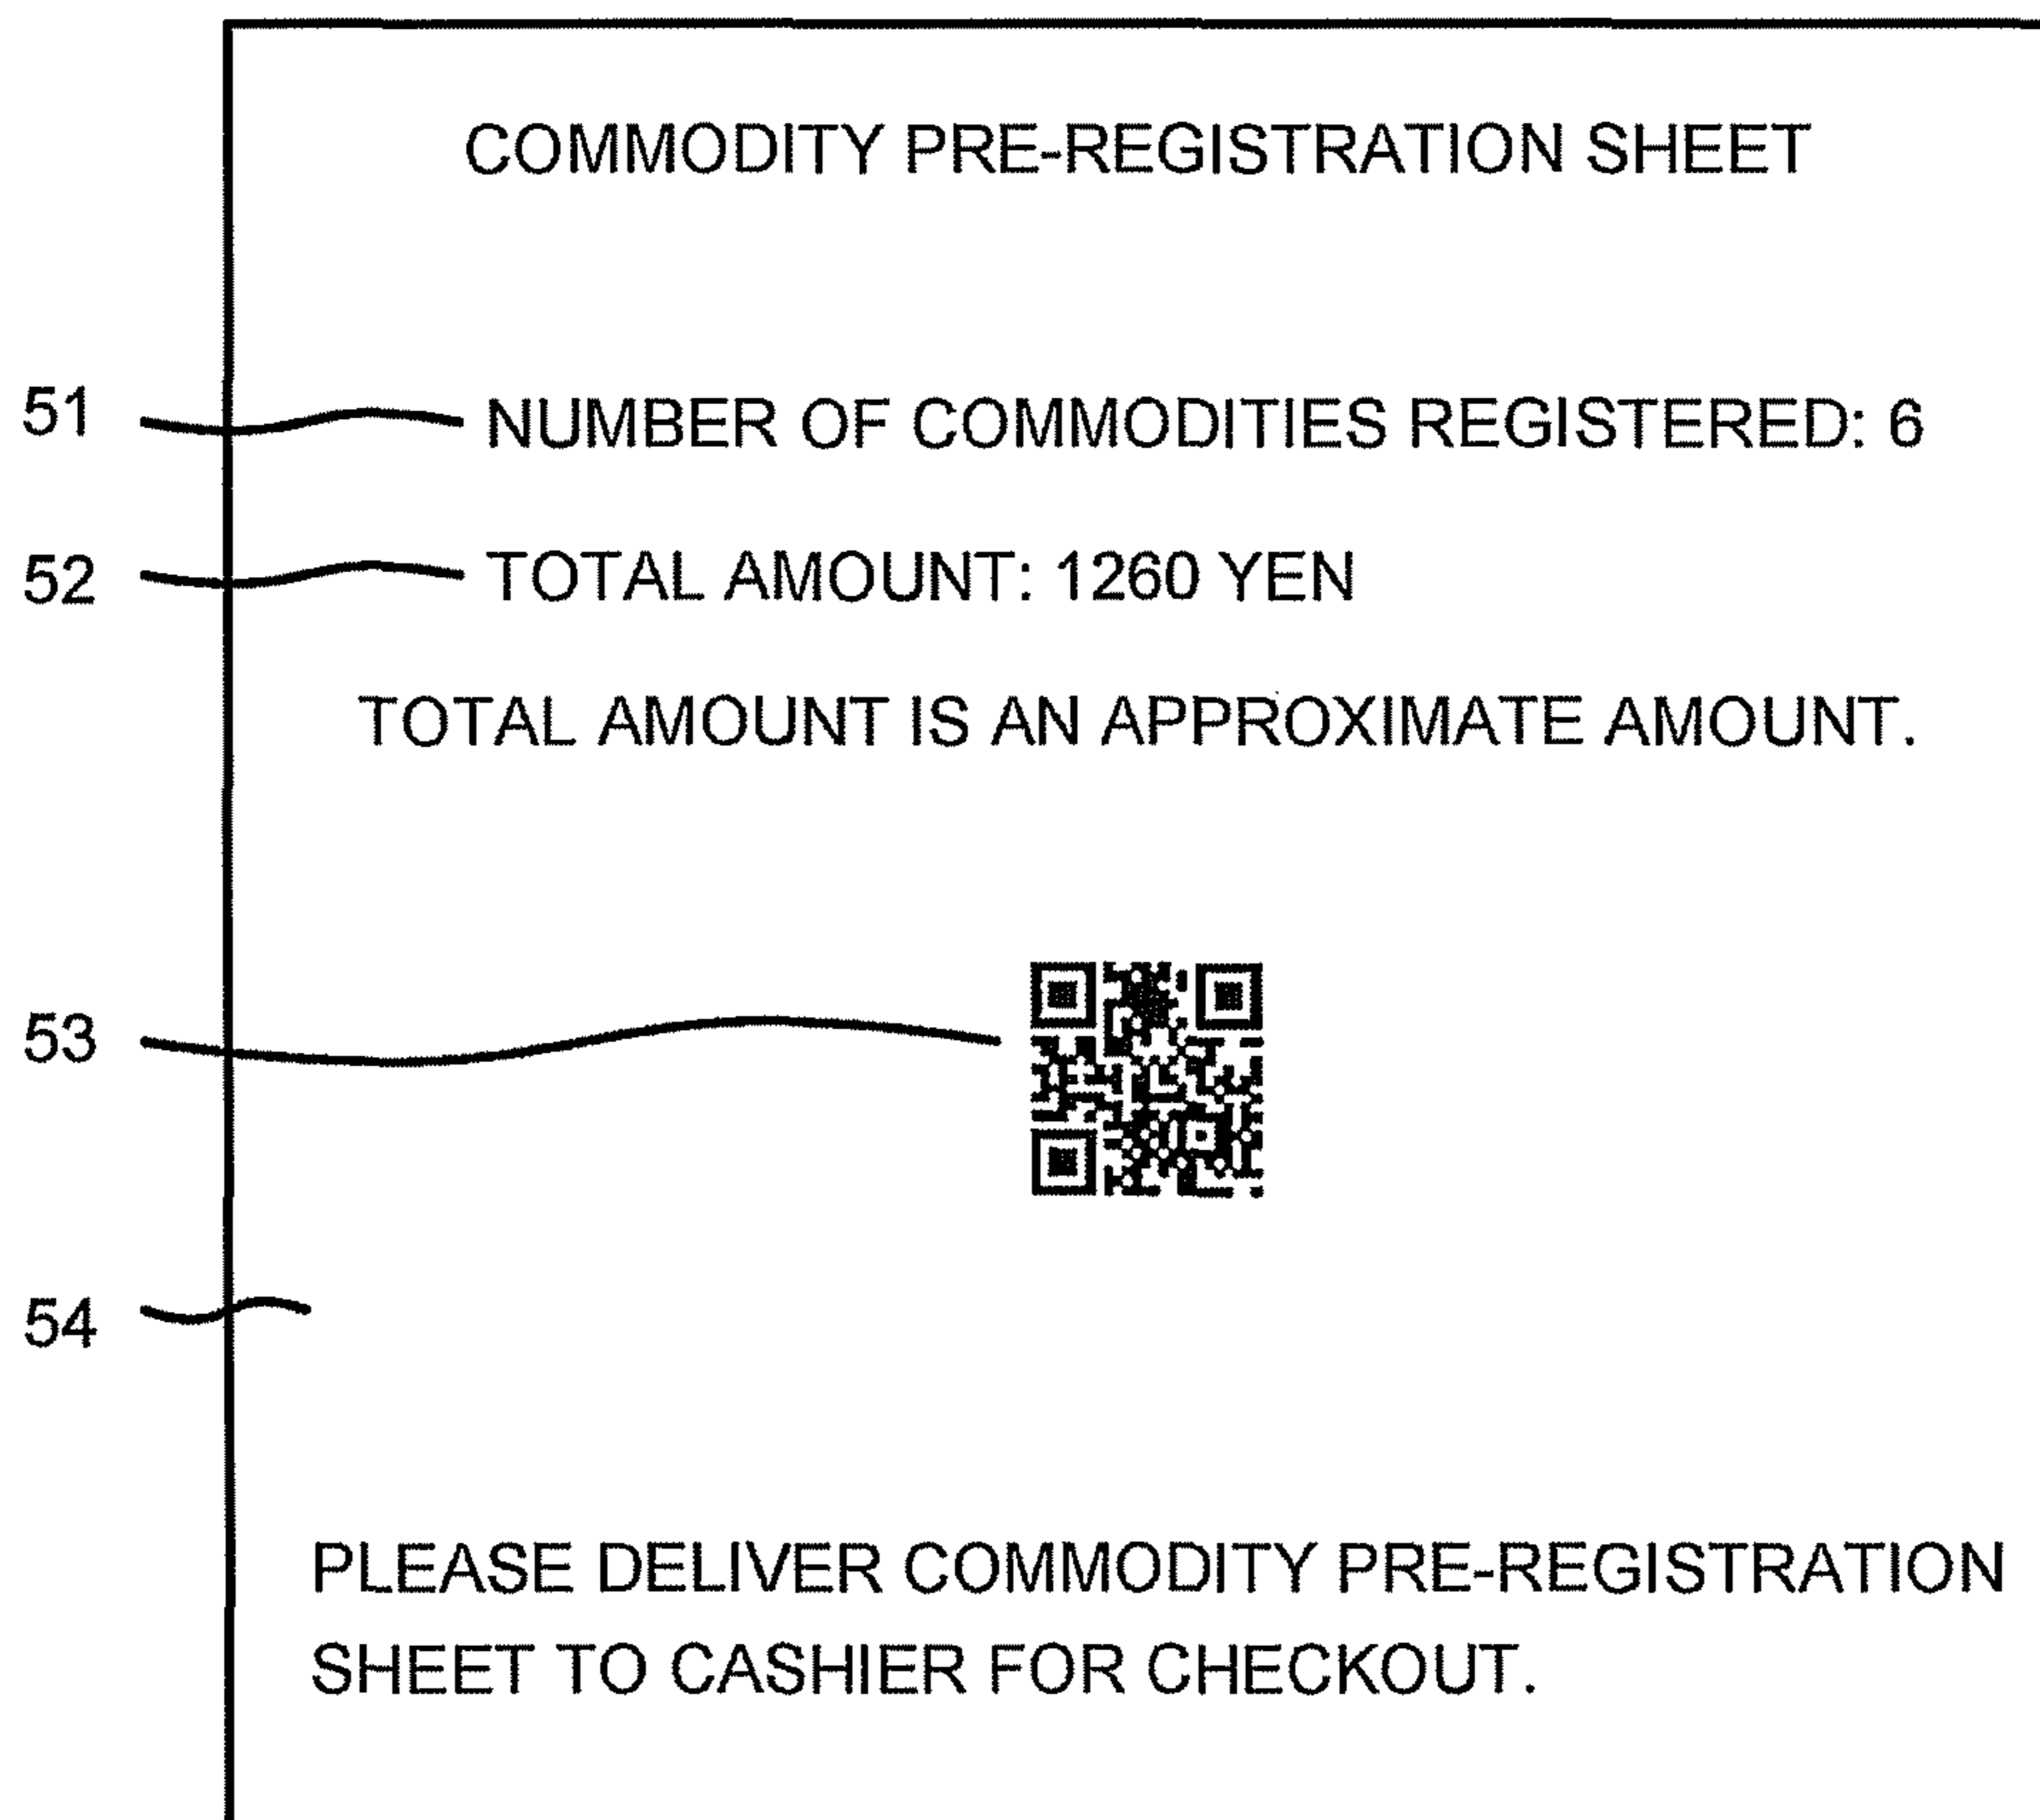 COMMODITY PRE-REGISTRATION SHEET
51 NUMBER OF COMMODITIES REGISTERED: 6
52 TOTAL AMOUNT: 1260 YEN
TOTAL AMOUNT IS AN APPROXIMATE AMOUNT.
53
54
PLEASE DELIVER COMMODITY PRE-REGISTRATION
SHEET TO CASHIER FOR CHECKOUT.